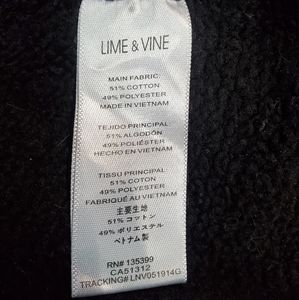 LIME & VINE
MAIN FABRIC:
51% COTTON
49% POLYESTER
MADE IN VIETNAM
TEJIDO PRINCIPAL
51% ALGODÓN
49% POLIÉSTER
HECHO EN VIETNAM
TISSU PRINCIPAL
51% COTON
49% POLYESTER
FABRIQUÉ AU VIETNAM
主要生地
51% コットン
49% ポリエステル
ベトナム製
RN# 135399
CA51312
TRACKING# LNV051914G